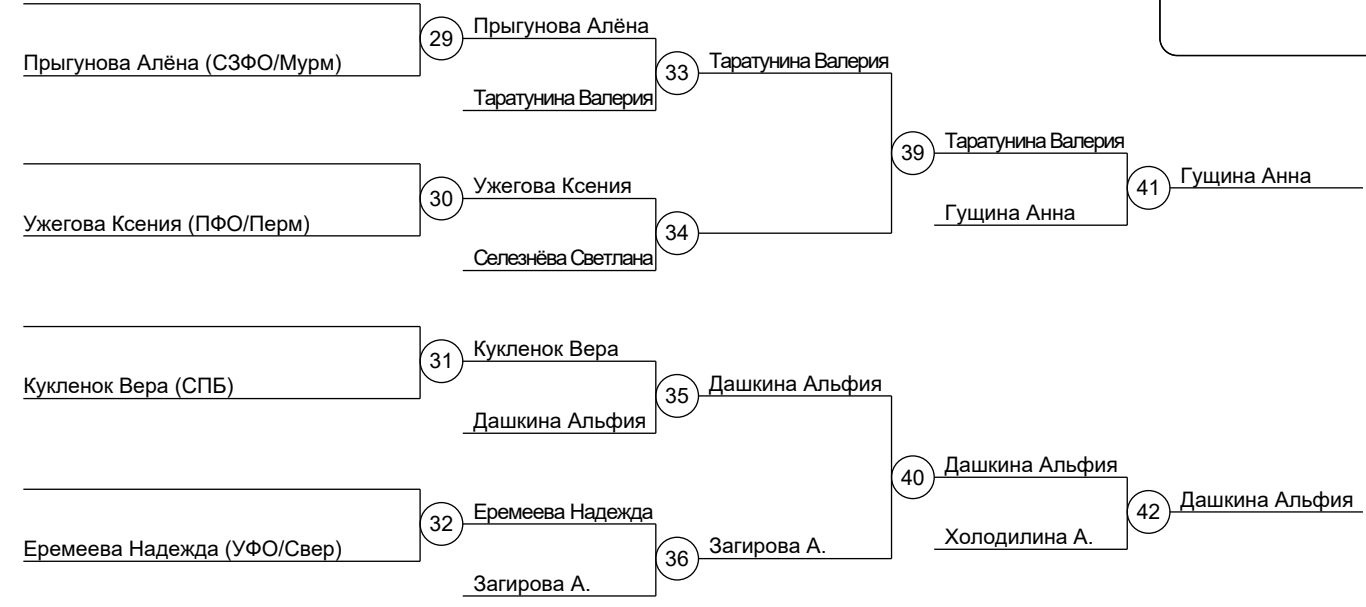 29
Прыгунова Алёна
Прыгунова Алёна (СЗФО/Мурм)
33
Таратунина Валерия
Таратунина Валерия
39
Таратунина Валерия
30
Ужегова Ксения
Ужегова Ксения (ПФО/Перм)
34
Селезнёва Светлана
41
Гущина Анна
Гущина Анна
31
Кукленок Вера
Кукленок Вера (СПБ)
35
Дашкина Альфия
Дашкина Альфия
40
Дашкина Альфия
32
Еремеева Надежда
Еремеева Надежда (УФО/Свер)
36
Загирова А.
Загирова А.
42
Дашкина Альфия
Холодилина А.